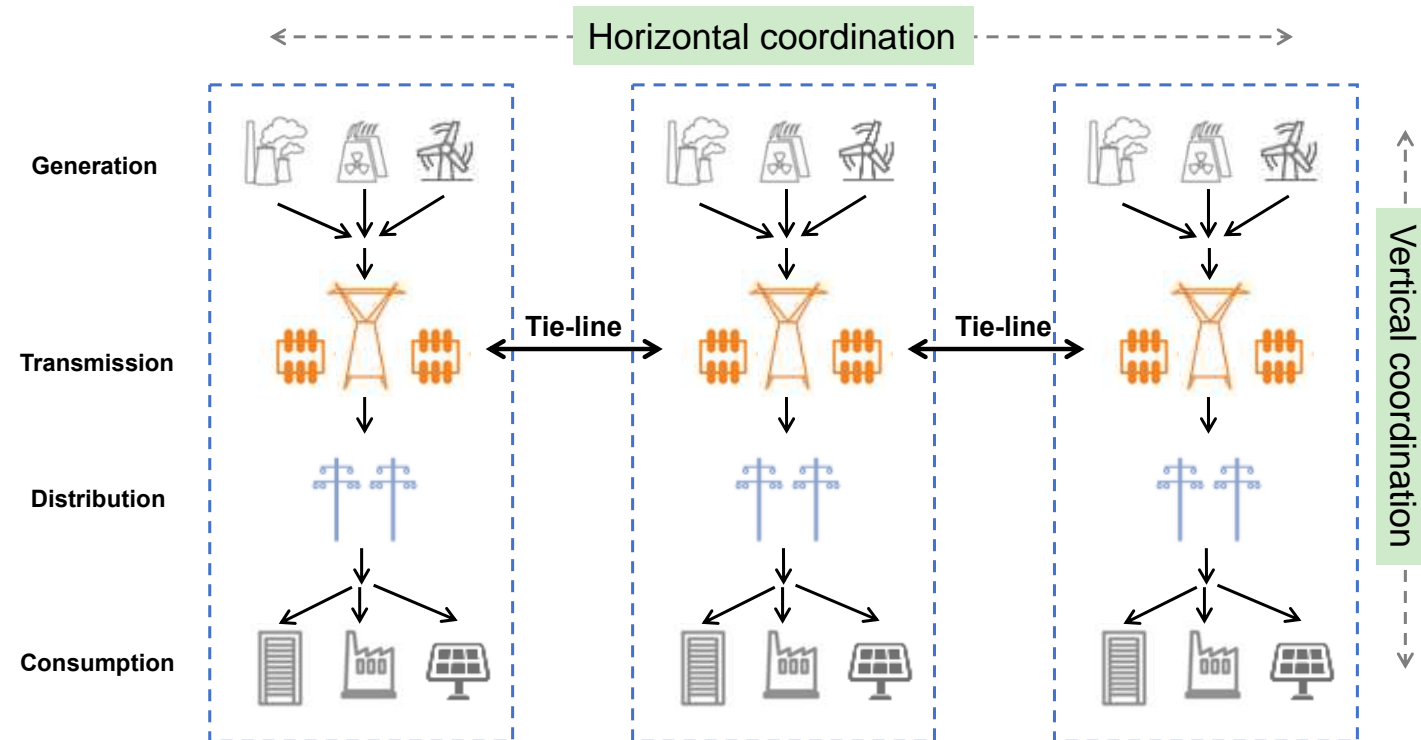 Horizontal coordination
Generation
Vertical coordination
Tie-line
Tie-line
Transmission
Distribution
Consumption